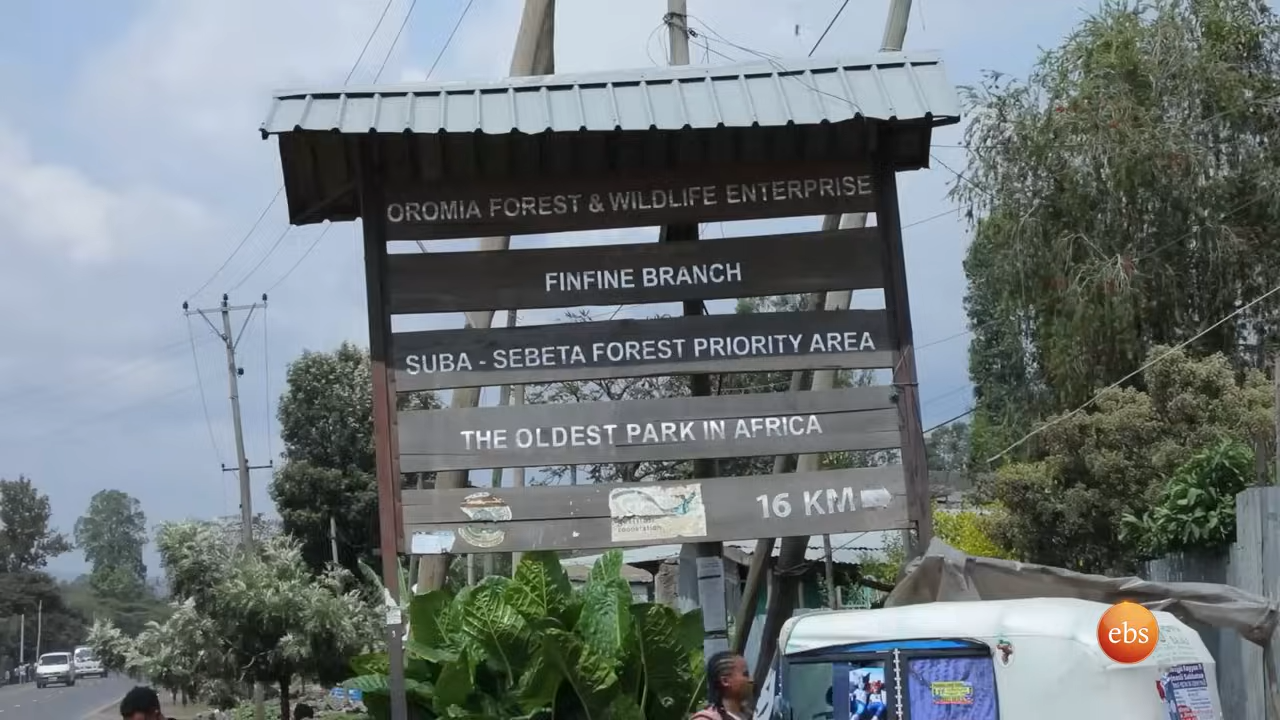 OROMIA FOREST & WILDLIFE ENTERPRISE
FINFINE BRANCH
SUBA - SEBETA FOREST PRIORITY AREA
THE OLDEST PARK IN AFRICA
16 KM
ebs